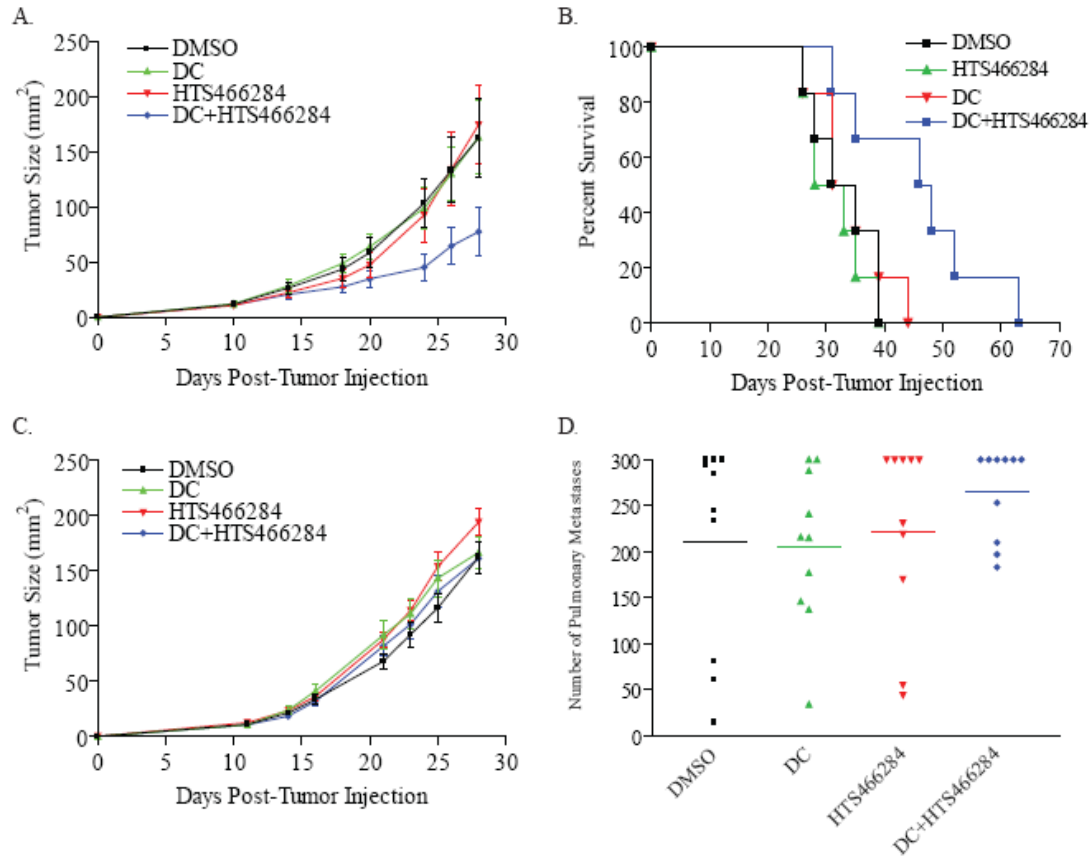 A.
250
200
150
100
50
0
Tumor Size (mm²)
DMSO
DC
HTS466284
DC+HTS466284
0 5 10 15 20 25 30
Days Post-Tumor Injection
B.
100
80
60
40
20
0
Percent Survival
DMSO
HTS466284
DC
DC+HTS466284
0 10 20 30 40 50 60 70
Days Post-Tumor Injection
C.
250
200
150
100
50
0
Tumor Size (mm²)
DMSO
DC
HTS466284
DC+HTS466284
0 5 10 15 20 25 30
Days Post-Tumor Injection
D.
300
250
200
150
100
50
0
Number of Pulmonary Metastases
DMSO
DC
HTS466284
DC+HTS466284